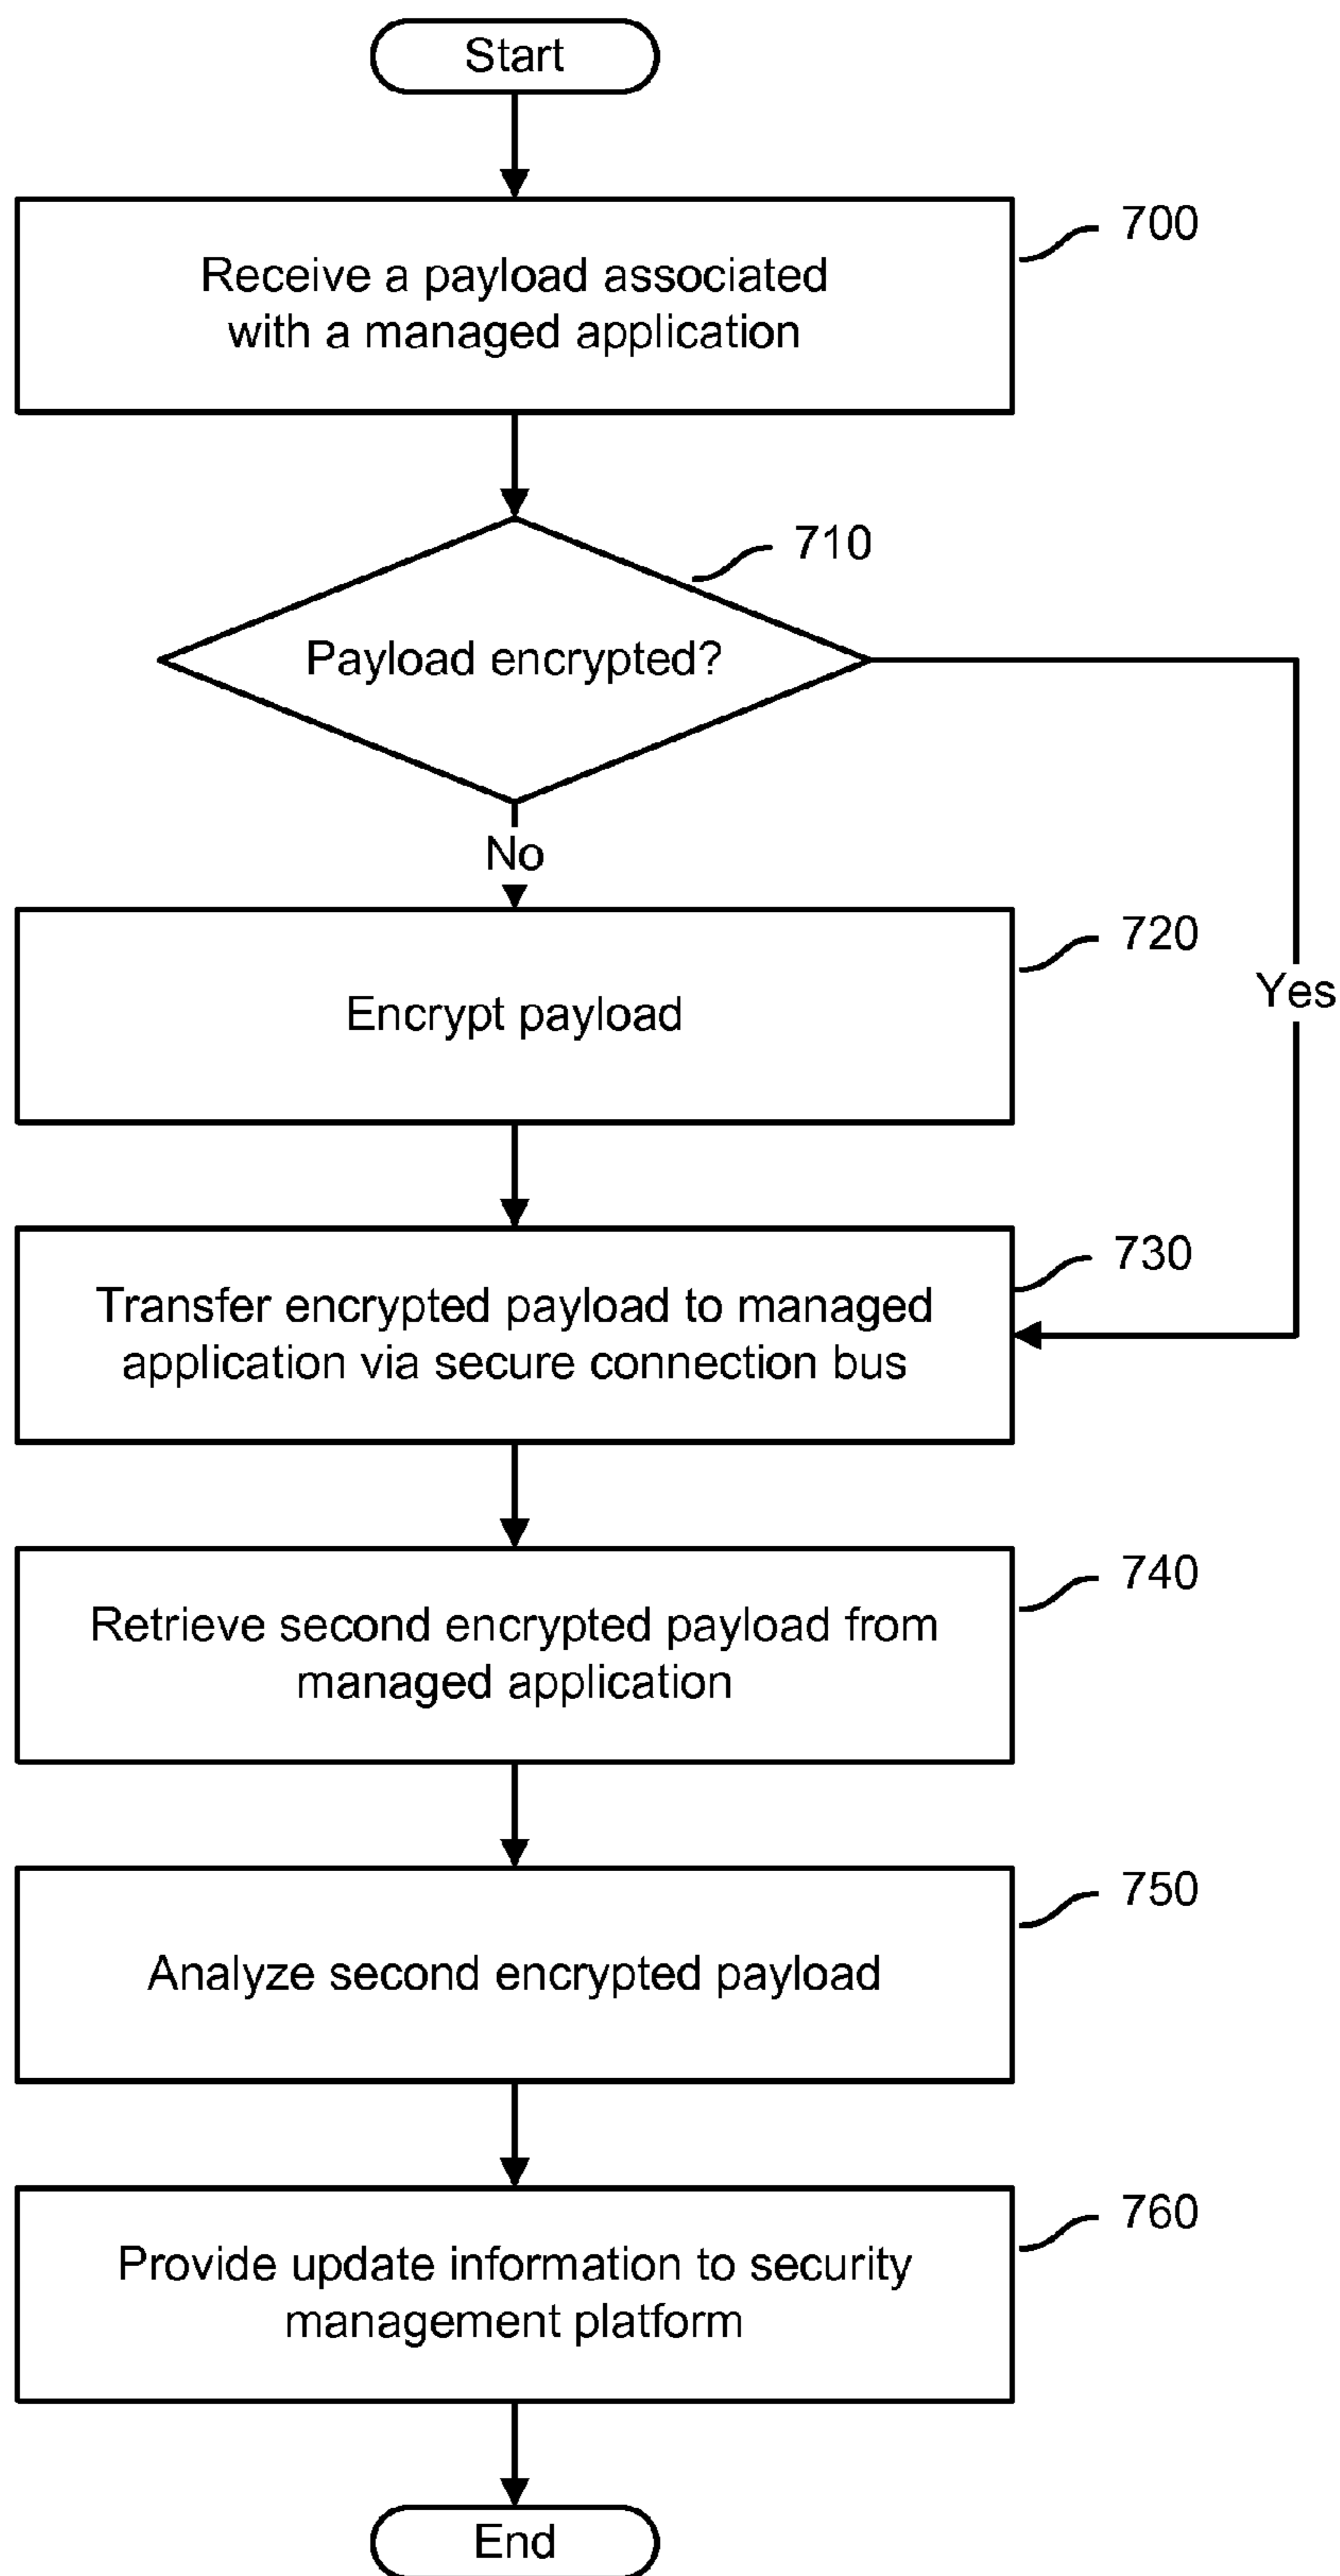 Start
700
Receive a payload associated
with a managed application
710
Payload encrypted?
No
720
Encrypt payload
Yes
730
Transfer encrypted payload to managed
application via secure connection bus
740
Retrieve second encrypted payload from
managed application
750
Analyze second encrypted payload
760
Provide update information to security
management platform
End